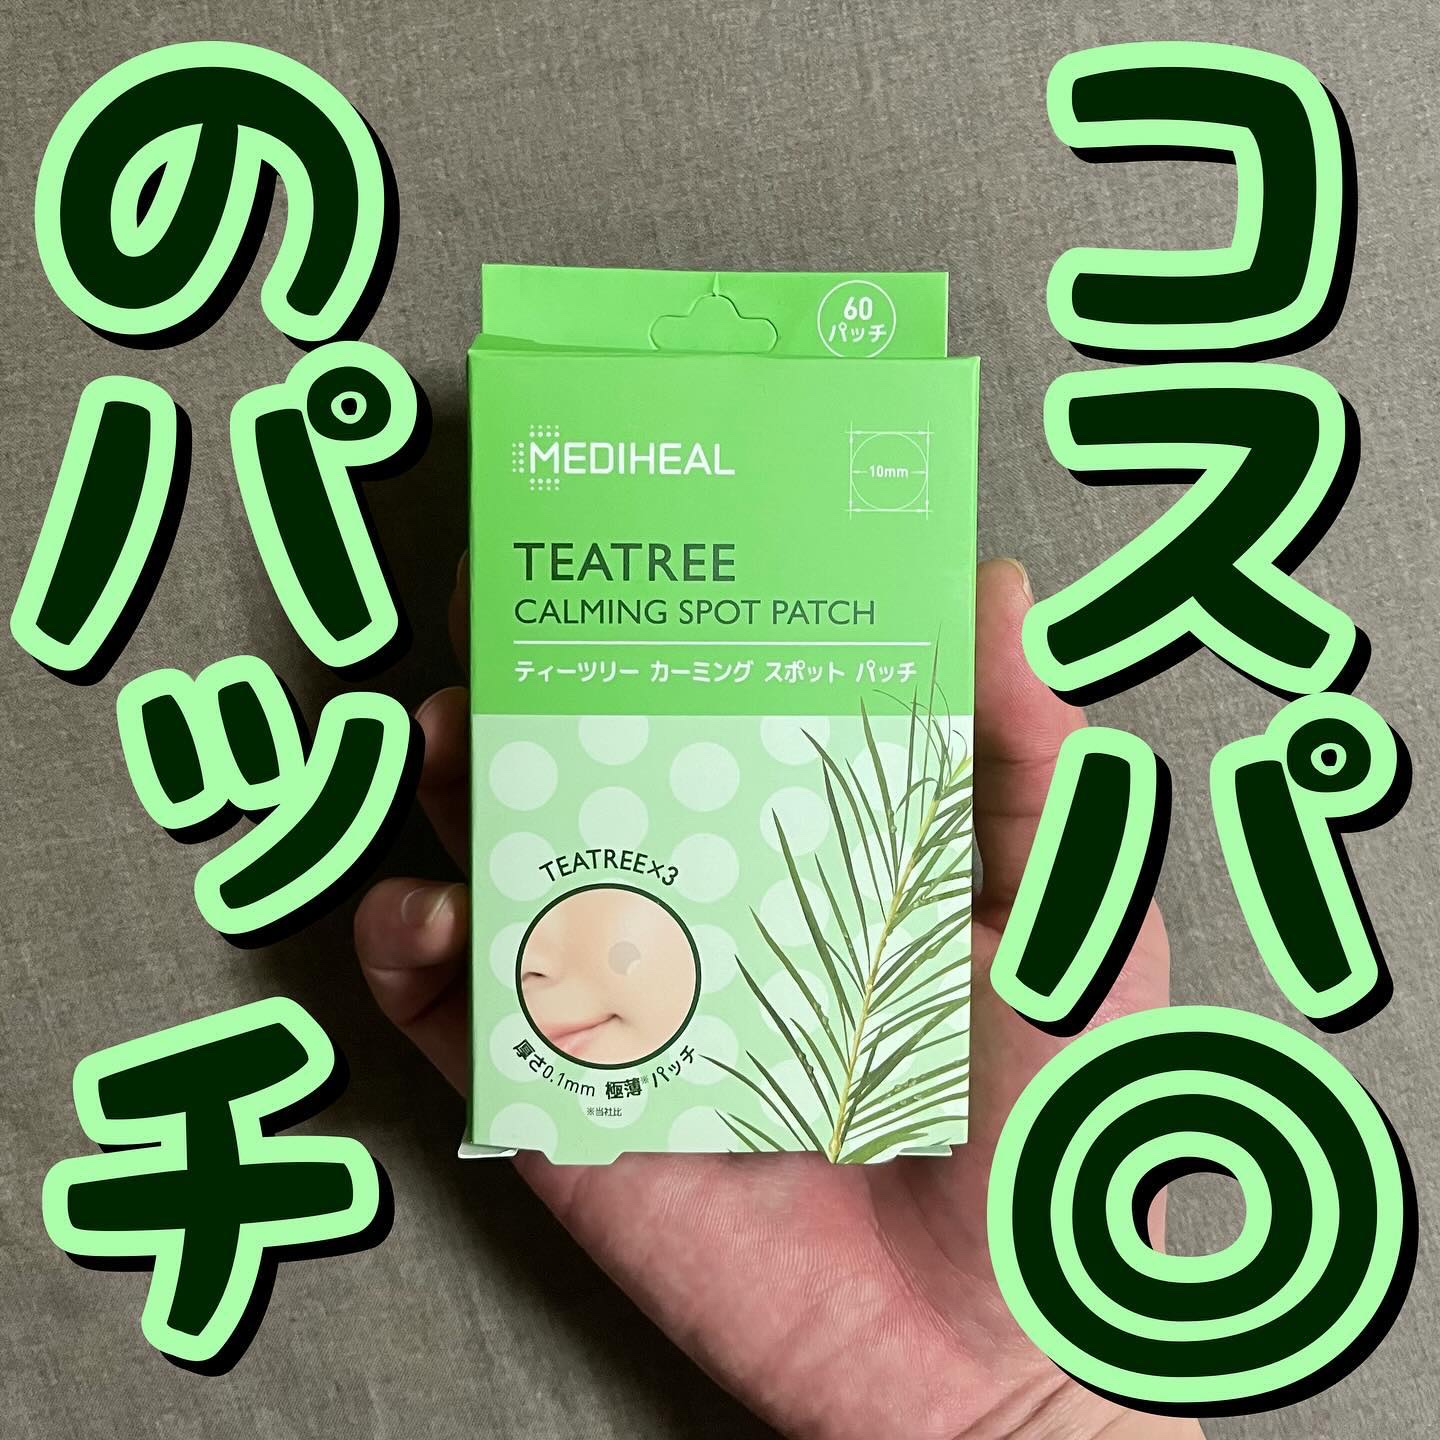 コスパ◎
のパッチ
60
パッチ
MEDIHEAL
10mm
TEATREE
CALMING SPOT PATCH
ティーツリー カーミング スポット パッチ
TEATREE×3
厚さ0.1mm 極薄※パッチ
※当社比